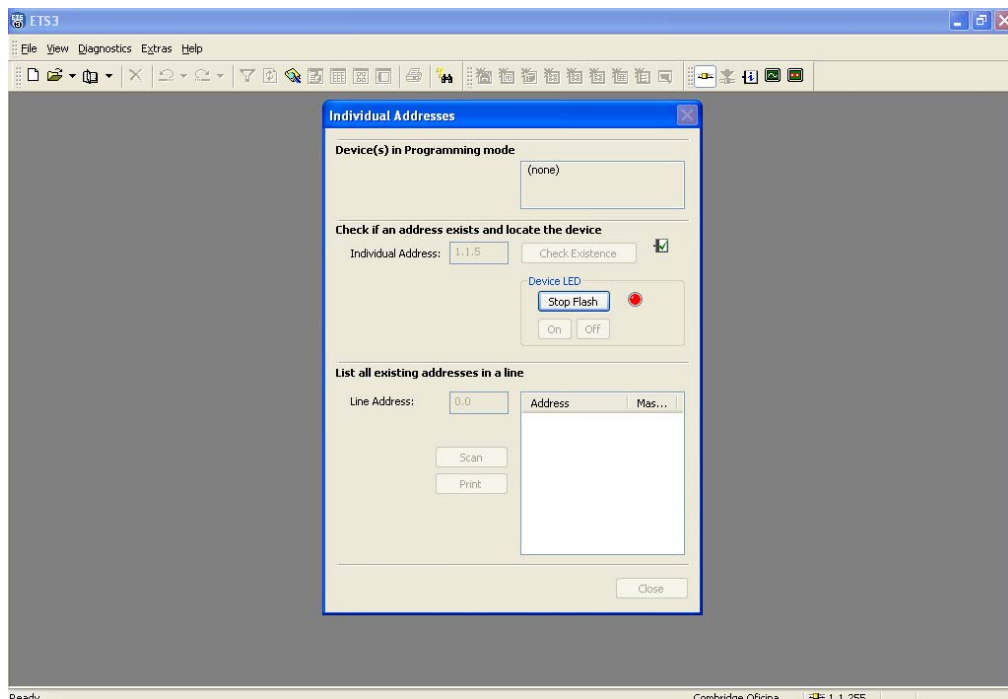 ETS3
File View Diagnostics Extras Help
Individual Addresses
Device(s) in Programming mode
(none)
Check if an address exists and locate the device
Individual Address: 1.1.5 Check Existence
Device LED
Stop Flash
On Off
List all existing addresses in a line
Line Address: 0.0 Address Mas...
Scan
Print
Close
Ready Combridge Oficina 1.1.255